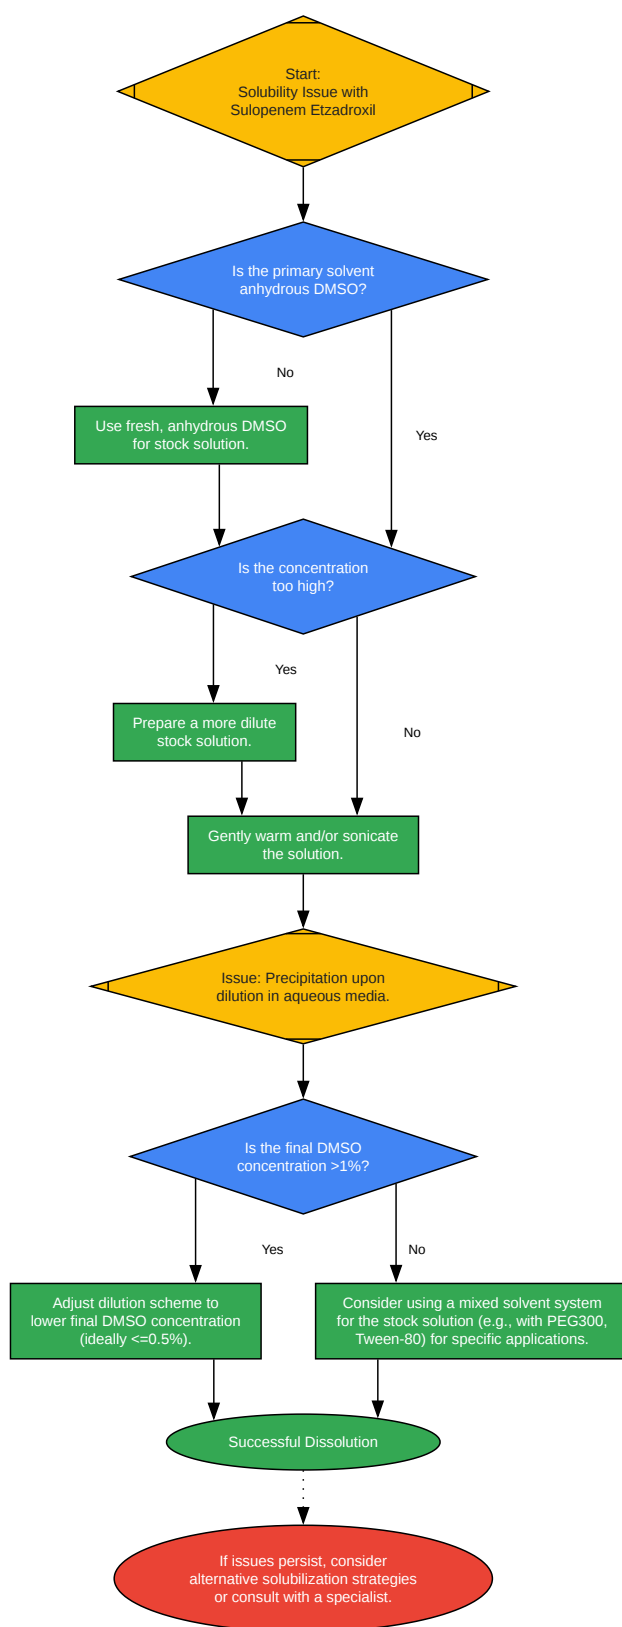 Start:
Solubility Issue with
Sulopenem Etzadroxil
Is the primary solvent
anhydrous DMSO?
No
Use fresh, anhydrous DMSO
for stock solution.
Yes
Is the concentration
too high?
Yes
Prepare a more dilute
stock solution.
No
Gently warm and/or sonicate
the solution.
Issue: Precipitation upon
dilution in aqueous media.
Is the final DMSO
concentration >1%?
Yes
No
Adjust dilution scheme to
lower final DMSO concentration
(ideally <=0.5%).
Consider using a mixed solvent system
for the stock solution (e.g., with PEG300,
Tween-80) for specific applications.
Successful Dissolution
If issues persist, consider
alternative solubilization strategies
or consult with a specialist.